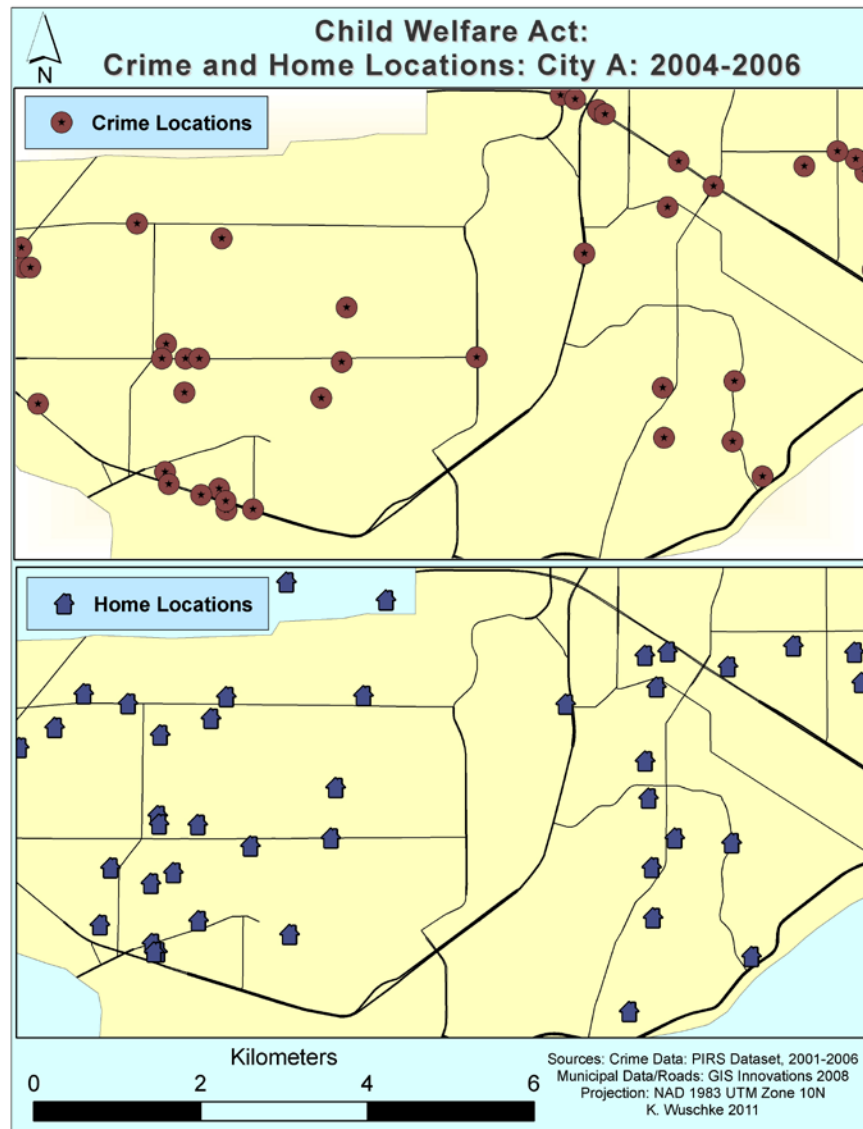 Child Welfare Act:
Crime and Home Locations: City A: 2004-2006
N
Crime Locations
Home Locations
Kilometers
0 2 4 6
Sources: Crime Data: PIRS Dataset, 2001-2006
Municipal Data/Roads: GIS Innovations 2008
Projection: NAD 1983 UTM Zone 10N
K. Wuschke 2011